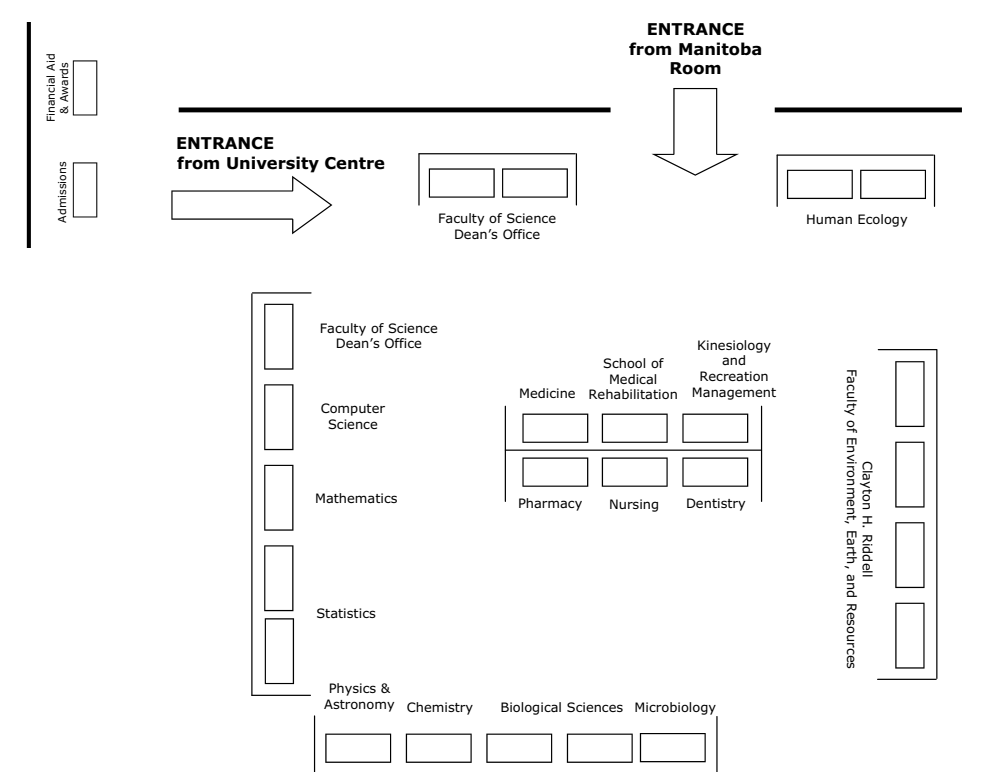 ENTRANCE
from Manitoba
Room
Financial Aid
& Awards
ENTRANCE
from University Centre
Admissions
Faculty of Science
Dean's Office
Human Ecology
Faculty of Science
Dean's Office
Computer
Science
Mathematics
Statistics
Medicine
School of
Medical
Rehabilitation
Kinesiology
and
Recreation
Management
Pharmacy
Nursing
Dentistry
Clayton H. Riddell
Faculty of Environment, Earth, and Resources
Physics &
Astronomy
Chemistry
Biological Sciences
Microbiology